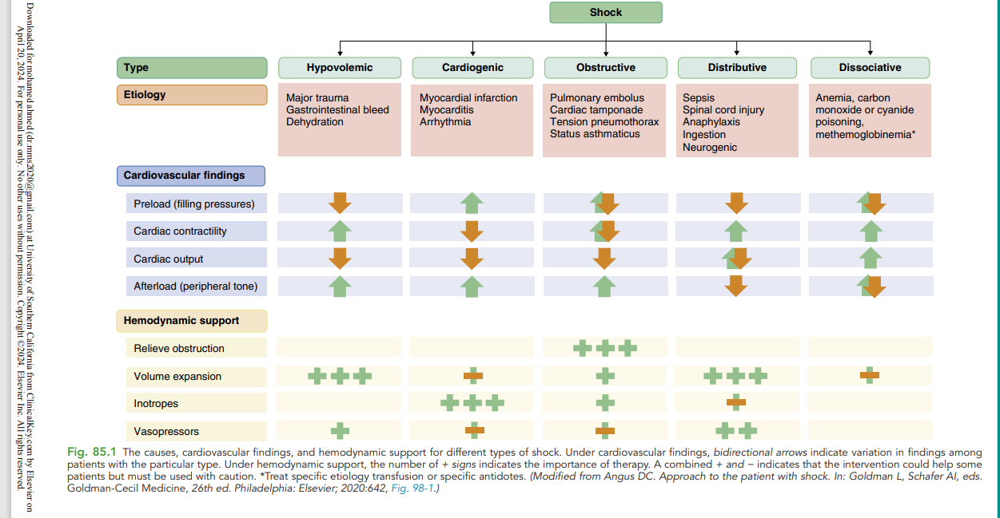 Downloaded for mohamed ahmed (dr.mms2020@gmail.com) at University of Southern California from ClinicalKey.com by Elsevier on
April 20, 2024. For personal use only. No other uses without permission. Copyright ©2024. Elsevier Inc. All rights reserved.
Shock
Type
Hypovolemic
Cardiogenic
Obstructive
Distributive
Dissociative
Etiology
Major trauma
Gastrointestinal bleed
Dehydration
Myocardial infarction
Myocarditis
Arrhythmia
Pulmonary embolus
Cardiac tamponade
Tension pneumothorax
Status asthmaticus
Sepsis
Spinal cord injury
Anaphylaxis
Ingestion
Neurogenic
Anemia, carbon
monoxide or cyanide
poisoning,
methemoglobinemia*
Cardiovascular findings
Preload (filling pressures)
Cardiac contractility
Cardiac output
Afterload (peripheral tone)
Hemodynamic support
Relieve obstruction
Volume expansion
Inotropes
Vasopressors
Fig. 85.1 The causes, cardiovascular findings, and hemodynamic support for different types of shock. Under cardiovascular findings, bidirectional arrows indicate variation in findings among
patients with the particular type. Under hemodynamic support, the number of + signs indicates the importance of therapy. A combined + and − indicates that the intervention could help some
patients but must be used with caution. *Treat specific etiology transfusion or specific antidotes. (Modified from Angus DC. Approach to the patient with shock. In: Goldman L, Schafer AI, eds.
Goldman-Cecil Medicine, 26th ed. Philadelphia: Elsevier; 2020:642, Fig. 98-1.)